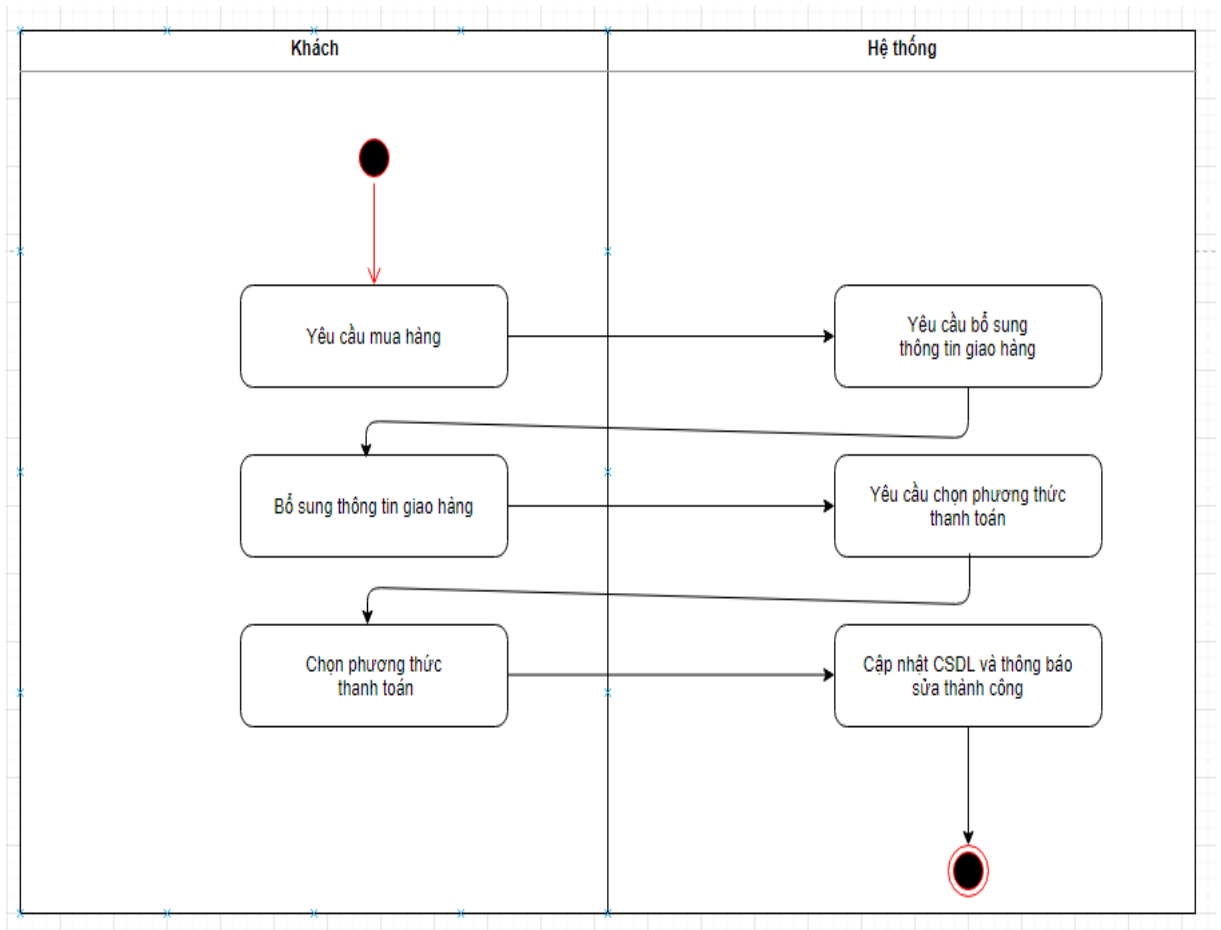 Khách
Hệ thống
Yêu cầu mua hàng
Yêu cầu bổ sung
thông tin giao hàng
Bổ sung thông tin giao hàng
Yêu cầu chọn phương thức
thanh toán
Chọn phương thức
thanh toán
Cập nhật CSDL và thông báo
sửa thành công